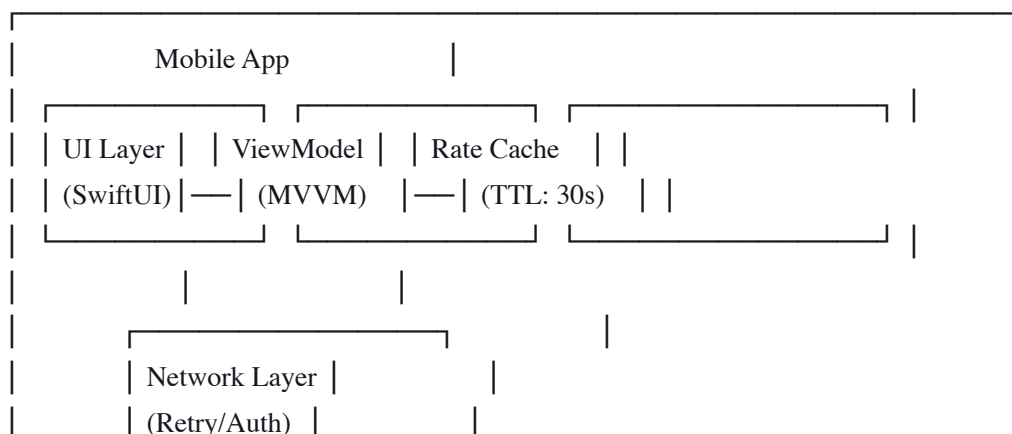 Mobile App
UI Layer ViewModel Rate Cache
(SwiftUI) (MVVM) (TTL: 30s)
Network Layer
(Retry/Auth)